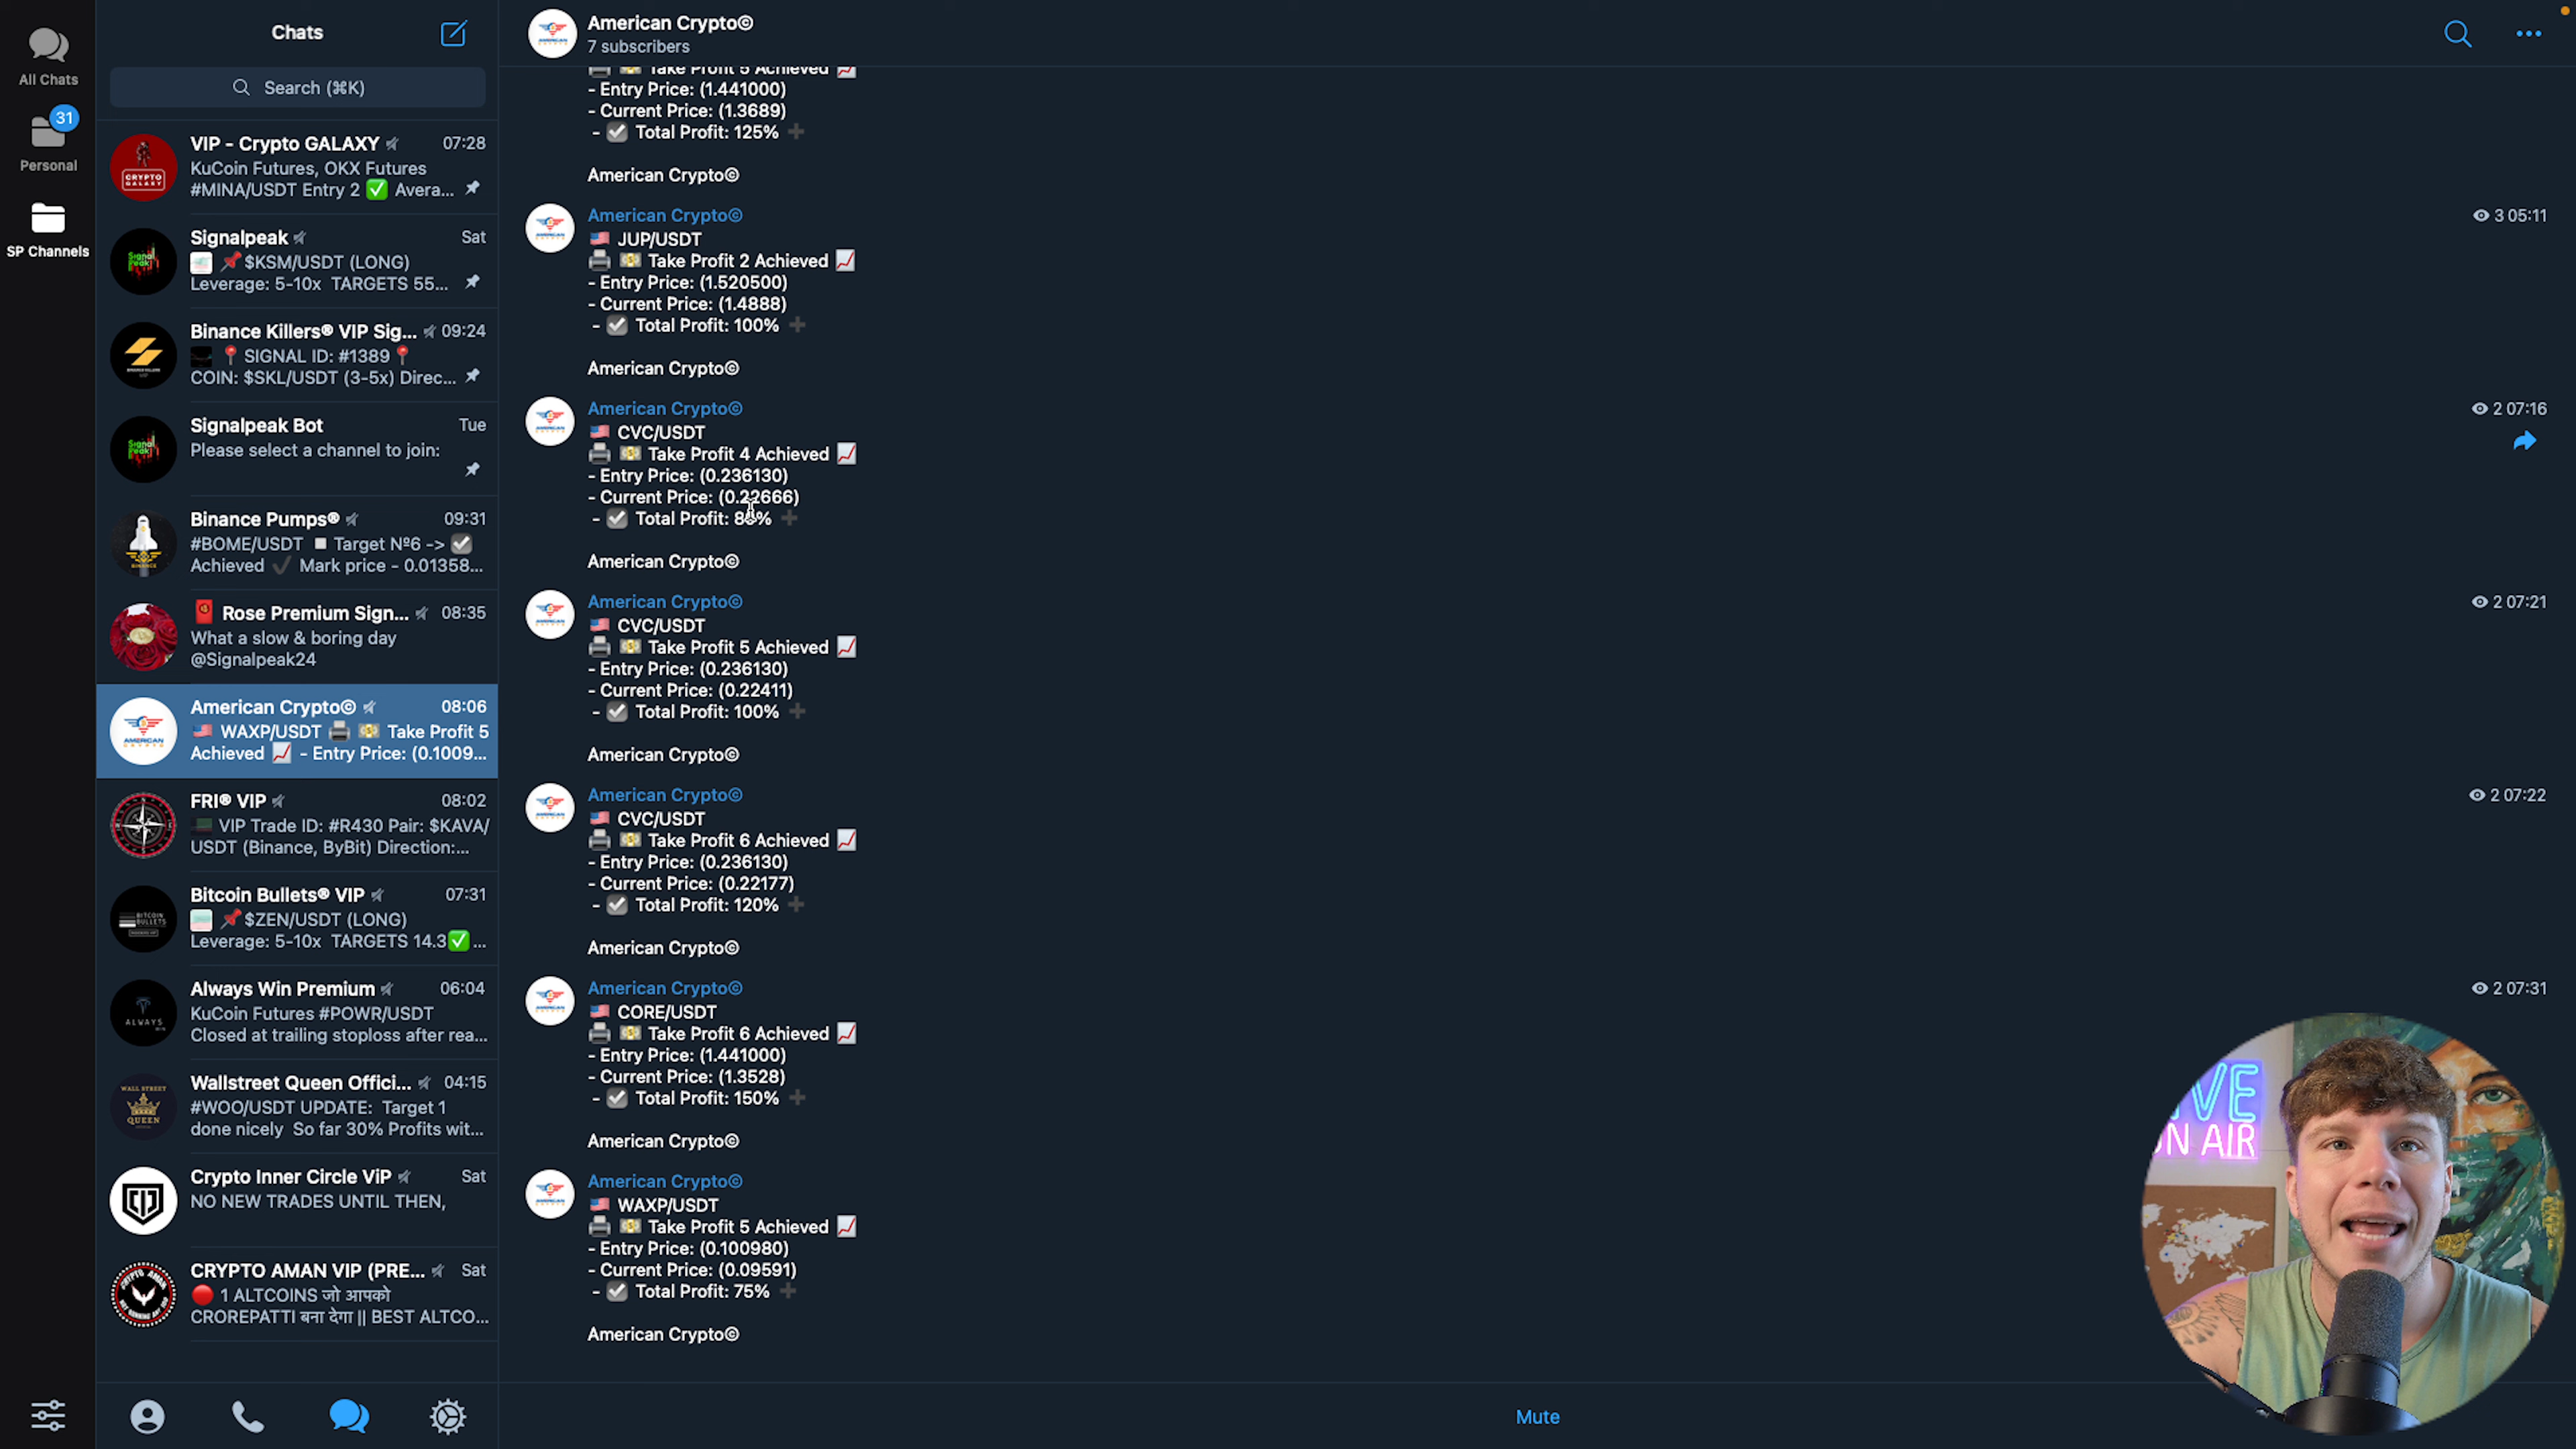 All Chats
31
Personal
SP Channels
Chats
Search (⌘K)
VIP - Crypto GALAXY 07:28
KuCoin Futures, OKX Futures
#MINA/USDT Entry 2 ✅ Avera...
Signalpeak Sat
📌 $KSM/USDT (LONG)
Leverage: 5-10x TARGETS 55...
Binance Killers® VIP Sig... 09:24
📍 SIGNAL ID: #1389 📍
COIN: $SKL/USDT (3-5x) Direc...
Signalpeak Bot Tue
Please select a channel to join:
Binance Pumps® 09:31
#BOME/USDT ◽ Target Nº6 -> ☑️
Achieved ✔️ Mark price - 0.01358...
🧧 Rose Premium Sign... 08:35
What a slow & boring day
@Signalpeak24
American Crypto© 08:06
🇺🇸 WAXP/USDT 🖨 💵 Take Profit 5
Achieved 📈 - Entry Price: (0.1009...
FRI® VIP 08:02
VIP Trade ID: #R430 Pair: $KAVA/
USDT (Binance, ByBit) Direction:...
Bitcoin Bullets® VIP 07:31
📌 $ZEN/USDT (LONG)
Leverage: 5-10x TARGETS 14.3✅ ...
Always Win Premium 06:04
KuCoin Futures #POWR/USDT
Closed at trailing stoploss after rea...
Wallstreet Queen Offici... 04:15
#WOO/USDT UPDATE: Target 1
done nicely So far 30% Profits wit...
Crypto Inner Circle ViP Sat
NO NEW TRADES UNTIL THEN,
CRYPTO AMAN VIP (PRE... Sat
🔴 1 ALTCOINS जो आपको
CROREPATTI बना देगा || BEST ALTCO...
American Crypto©
7 subscribers
🖨 💵 Take Profit 5 Achieved 📈
- Entry Price: (1.441000)
- Current Price: (1.3689)
- ☑️ Total Profit: 125% ➕
American Crypto©
American Crypto© 3 05:11
🇺🇸 JUP/USDT
🖨 💵 Take Profit 2 Achieved 📈
- Entry Price: (1.520500)
- Current Price: (1.4888)
- ☑️ Total Profit: 100% ➕
American Crypto©
American Crypto© 2 07:16
🇺🇸 CVC/USDT
🖨 💵 Take Profit 4 Achieved 📈
- Entry Price: (0.236130)
- Current Price: (0.22666)
- ☑️ Total Profit: ➕
American Crypto©
American Crypto© 2 07:21
🇺🇸 CVC/USDT
🖨 💵 Take Profit 5 Achieved 📈
- Entry Price: (0.236130)
- Current Price: (0.22411)
- ☑️ Total Profit: 100% ➕
American Crypto©
American Crypto© 2 07:22
🇺🇸 CVC/USDT
🖨 💵 Take Profit 6 Achieved 📈
- Entry Price: (0.236130)
- Current Price: (0.22177)
- ☑️ Total Profit: 120% ➕
American Crypto©
American Crypto© 2 07:31
🇺🇸 CORE/USDT
🖨 💵 Take Profit 6 Achieved 📈
- Entry Price: (1.441000)
- Current Price: (1.3528)
- ☑️ Total Profit: 150% ➕
American Crypto©
American Crypto©
🇺🇸 WAXP/USDT
🖨 💵 Take Profit 5 Achieved 📈
- Entry Price: (0.100980)
- Current Price: (0.09591)
- ☑️ Total Profit: 75% ➕
American Crypto©
Mute
AIR